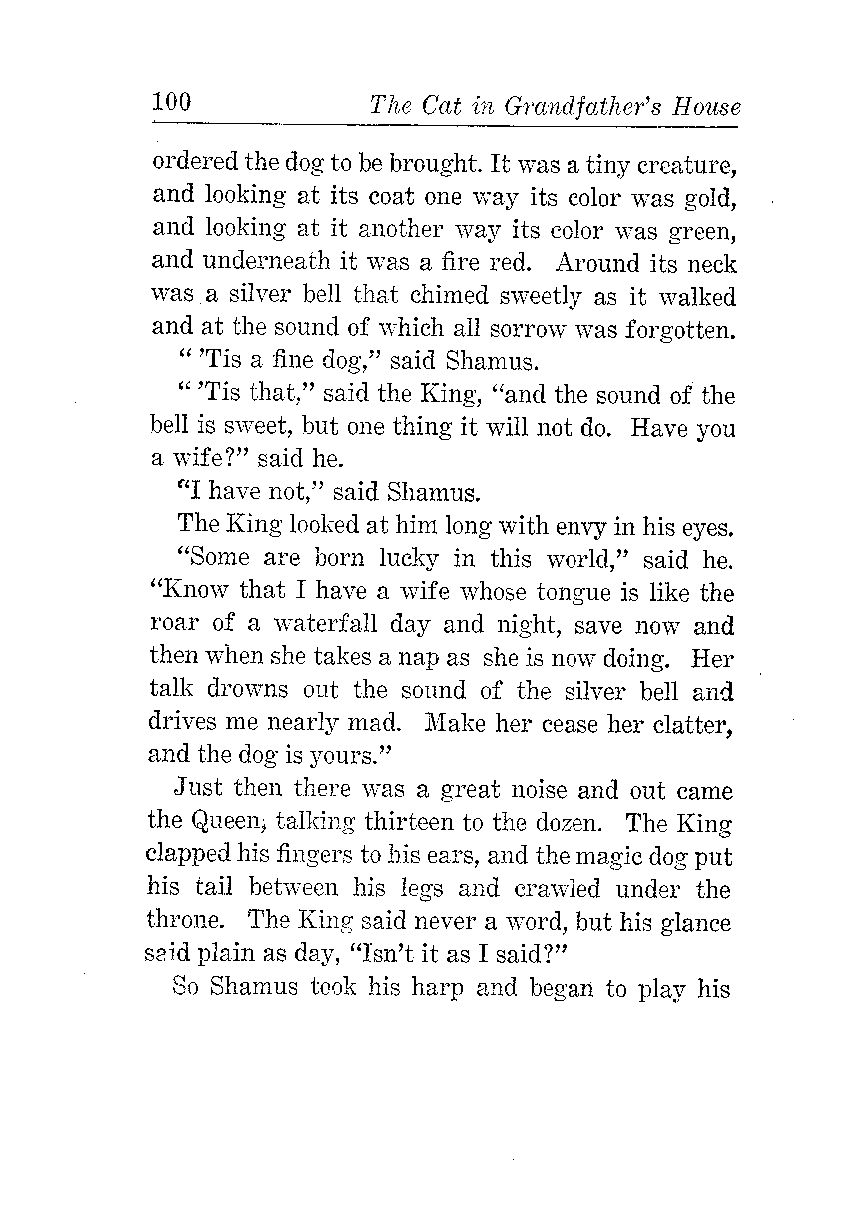 100 The Cat in Grandfather's House
ordered the dog to be brought. It was a tiny creature,
and looking at its coat one way its color was gold,
and looking at it another way its color was green,
and underneath it was a fire red. Around its neck
was a silver bell that chimed sweetly as it walked
and at the sound of which all sorrow was forgotten.
“ ’Tis a fine dog,” said Shamus.
“ ’Tis that,” said the King, “and the sound of the
bell is sweet, but one thing it will not do. Have you
a wife?” said he.
“I have not,” said Shamus.
The King looked at him long with envy in his eyes.
“Some are born lucky in this world,” said he.
“Know that I have a wife whose tongue is like the
roar of a waterfall day and night, save now and
then when she takes a nap as she is now doing. Her
talk drowns out the sound of the silver bell and
drives me nearly mad. Make her cease her clatter,
and the dog is yours.”
Just then there was a great noise and out came
the Queen, talking thirteen to the dozen. The King
clapped his fingers to his ears, and the magic dog put
his tail between his legs and crawled under the
throne. The King said never a word, but his glance
said plain as day, “Isn’t it as I said?”
So Shamus took his harp and began to play his